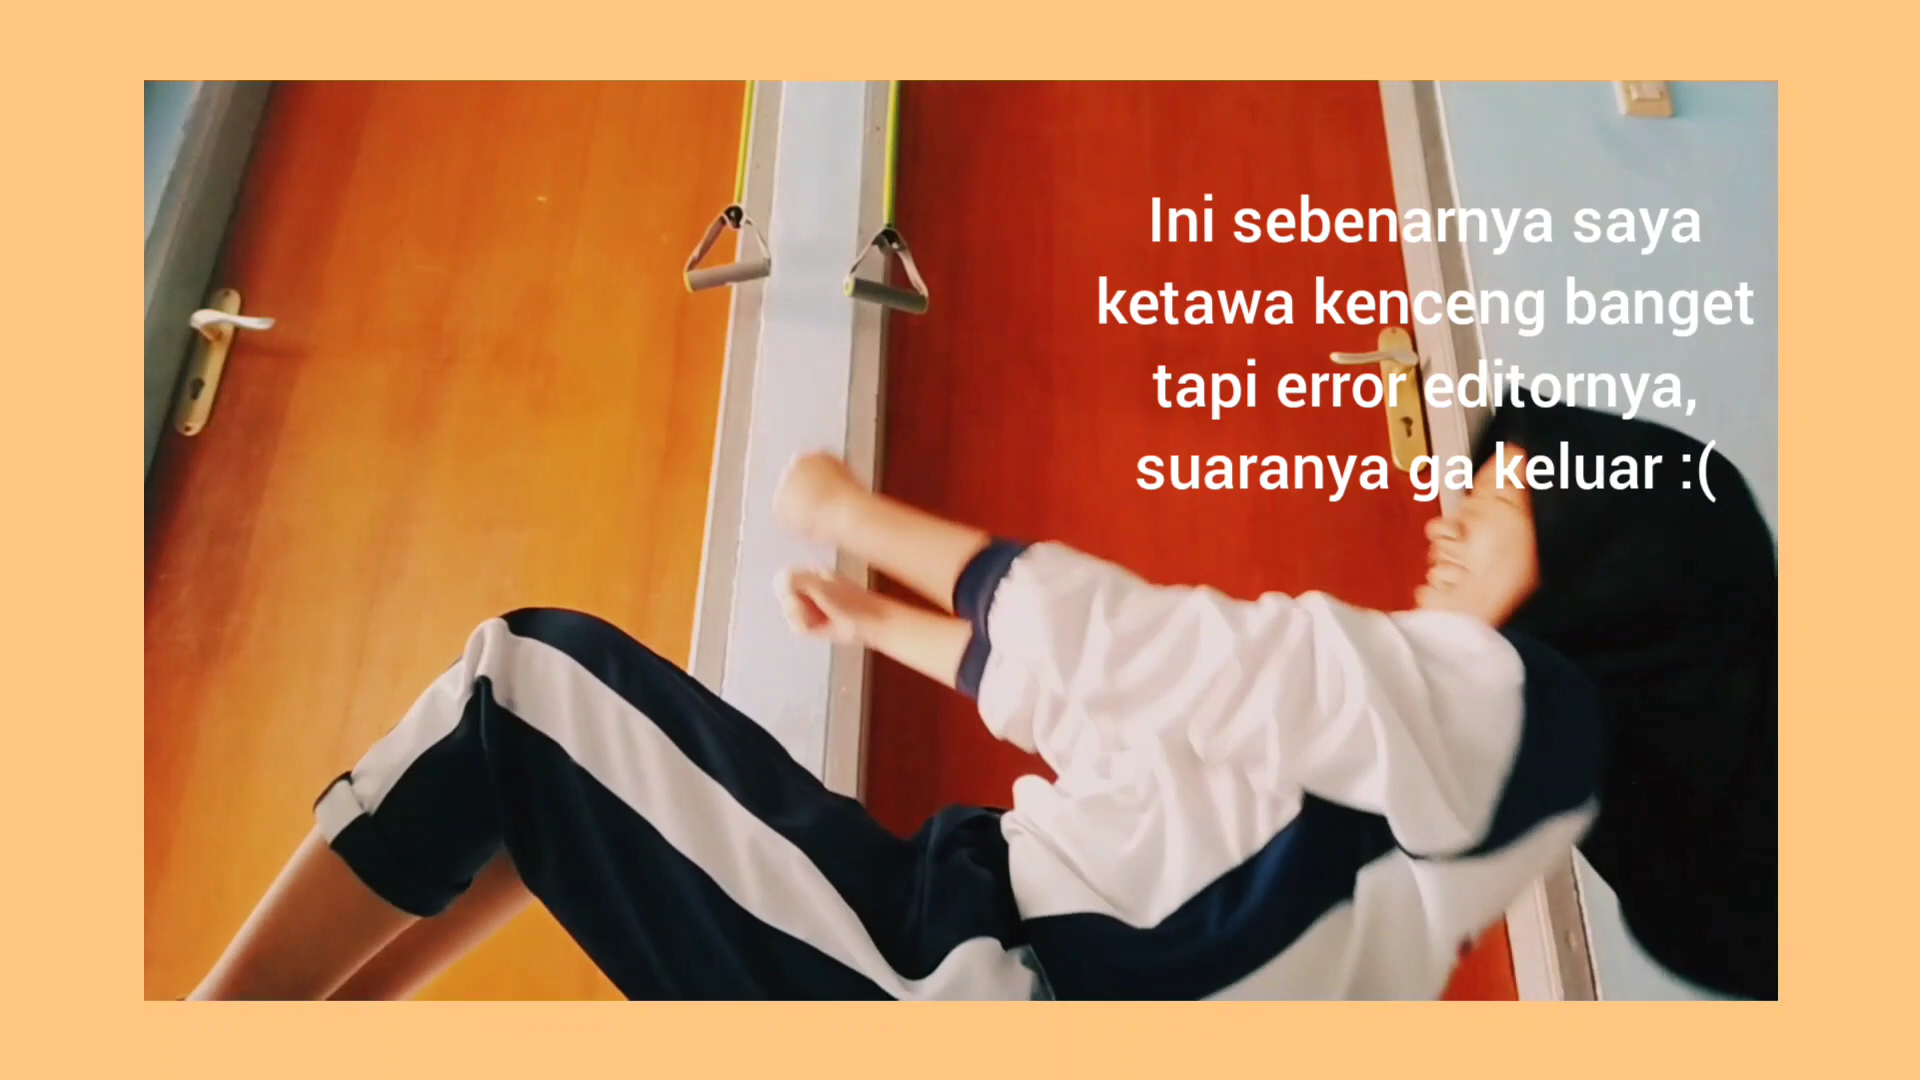 Ini sebenarnya saya
ketawa kenceng banget
tapi error editornya,
suaranya ga keluar :(